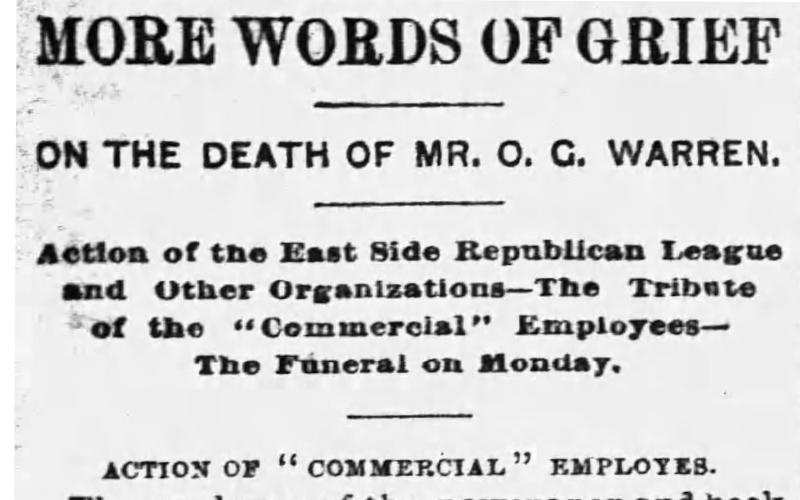 MORE WORDS OF GRIEF
ON THE DEATH OF MR. O. G. WARREN.
Action of the East Side Republican League
and Other Organizations—The Tribute
of the "Commercial" Employees—
The Funeral on Monday.
ACTION OF "COMMERCIAL" EMPLOYES.